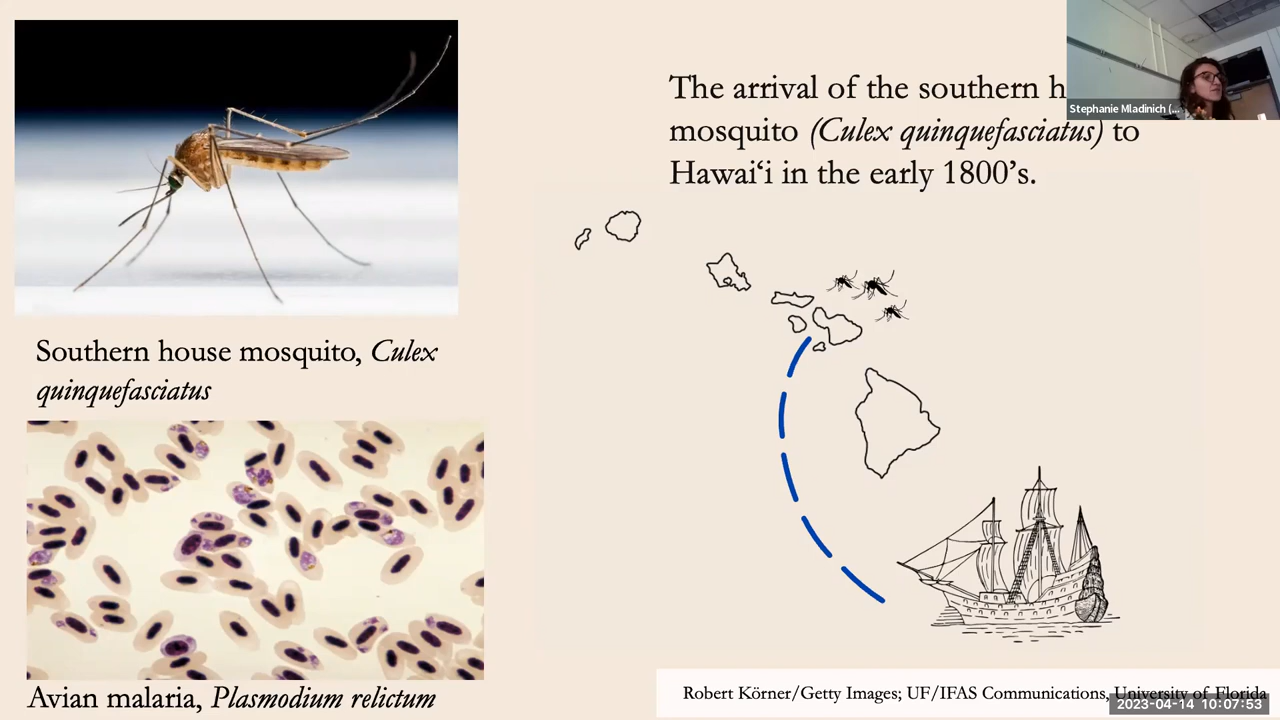 The arrival of the southern h
mosquito (Culex quinquefasciatus) to
Hawaiʻi in the early 1800’s.
Stephanie Mladinich (...
Southern house mosquito, Culex
quinquefasciatus
Avian malaria, Plasmodium relictum
Robert Körner/Getty Images; UF/IFAS Communications, University of Florida
2023-04-14 10:07:53